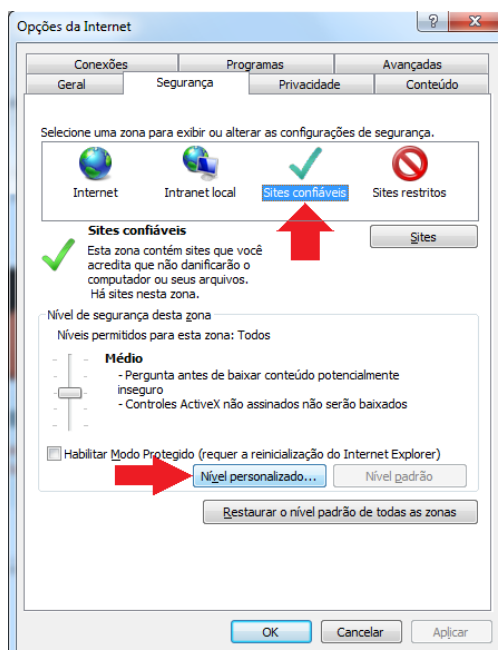 Opções da Internet
Conexões Programas Avançadas
Geral Segurança Privacidade Conteúdo
Selecione uma zona para exibir ou alterar as configurações de segurança.
Internet Intranet local Sites confiáveis Sites restritos
Sites confiáveis
Sites
Esta zona contém sites que você
acredita que não danificarão o
computador ou seus arquivos.
Há sites nesta zona.
Nível de segurança desta zona
Níveis permitidos para esta zona: Todos
Médio
- Pergunta antes de baixar conteúdo potencialmente
inseguro
- Controles ActiveX não assinados não serão baixados
Habilitar Modo Protegido (requer a reinicialização do Internet Explorer)
Nível personalizado... Nível padrão
Restaurar o nível padrão de todas as zonas
OK Cancelar Aplicar